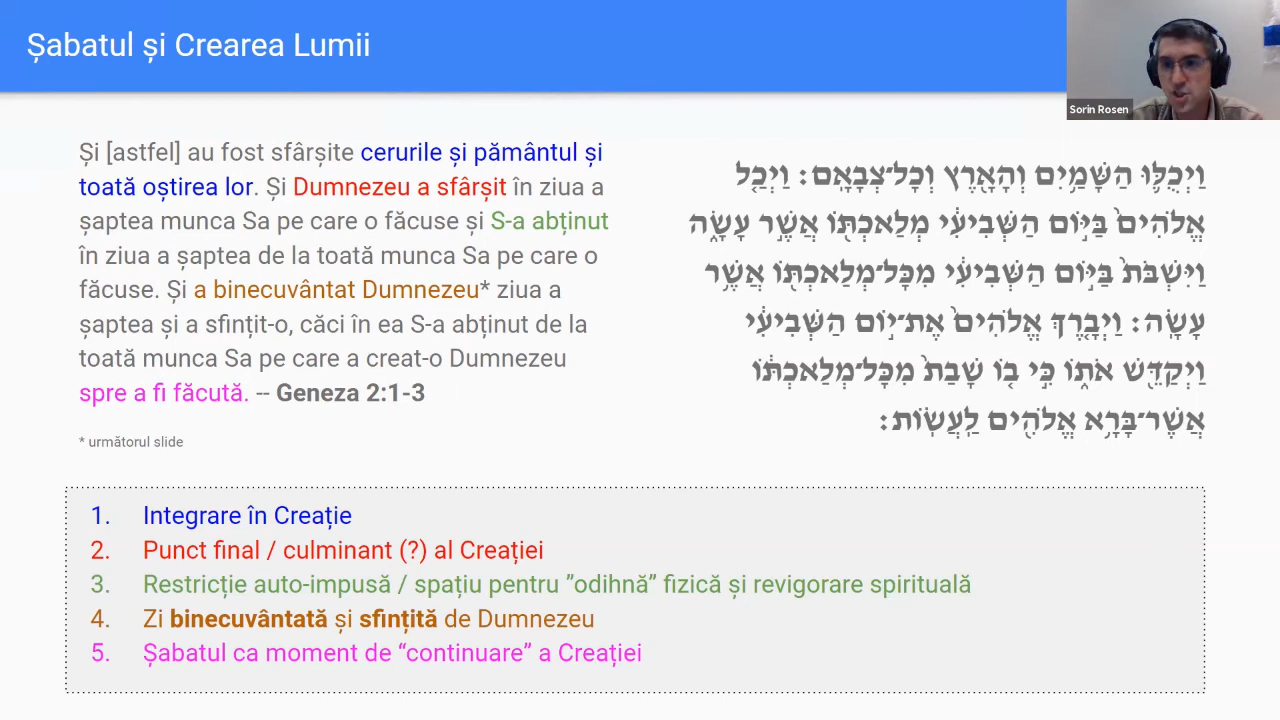 Șabatul și Crearea Lumii
Sorin Rosen
Și [astfel] au fost sfârșite cerurile și pământul și
toată oștirea lor. Și Dumnezeu a sfârșit în ziua a
șaptea munca Sa pe care o făcuse și S-a abținut
în ziua a șaptea de la toată munca Sa pe care o
făcuse. Și a binecuvântat Dumnezeu* ziua a
șaptea și a sfințit-o, căci în ea S-a abținut de la
toată munca Sa pe care a creat-o Dumnezeu
spre a fi făcută. -- Geneza 2:1-3
* următorul slide
וַיְכֻלּ֛וּ הַשָּׁמַ֥יִם וְהָאָ֖רֶץ וְכׇל־צְבָאָֽם׃ וַיְכַ֤ל
אֱלֹהִים֙ בַּיּ֣וֹם הַשְּׁבִיעִ֔י מְלַאכְתּ֖וֹ אֲשֶׁ֣ר עָשָׂ֑ה
וַיִּשְׁבֹּת֙ בַּיּ֣וֹם הַשְּׁבִיעִ֔י מִכׇּל־מְלַאכְתּ֖וֹ אֲשֶׁ֥ר
עָשָֽׂה׃ וַיְבָ֤רֶךְ אֱלֹהִים֙ אֶת־י֣וֹם הַשְּׁבִיעִ֔י
וַיְקַדֵּ֖שׁ אֹת֑וֹ כִּ֣י ב֤וֹ שָׁבַת֙ מִכׇּל־מְלַאכְתּ֔וֹ
אֲשֶׁר־בָּרָ֥א אֱלֹהִ֖ים לַעֲשֽׂוֹת׃
1. Integrare în Creație
2. Punct final / culminant (?) al Creației
3. Restricție auto-impusă / spațiu pentru ”odihnă” fizică și revigorare spirituală
4. Zi binecuvântată și sfințită de Dumnezeu
5. Șabatul ca moment de “continuare” a Creației